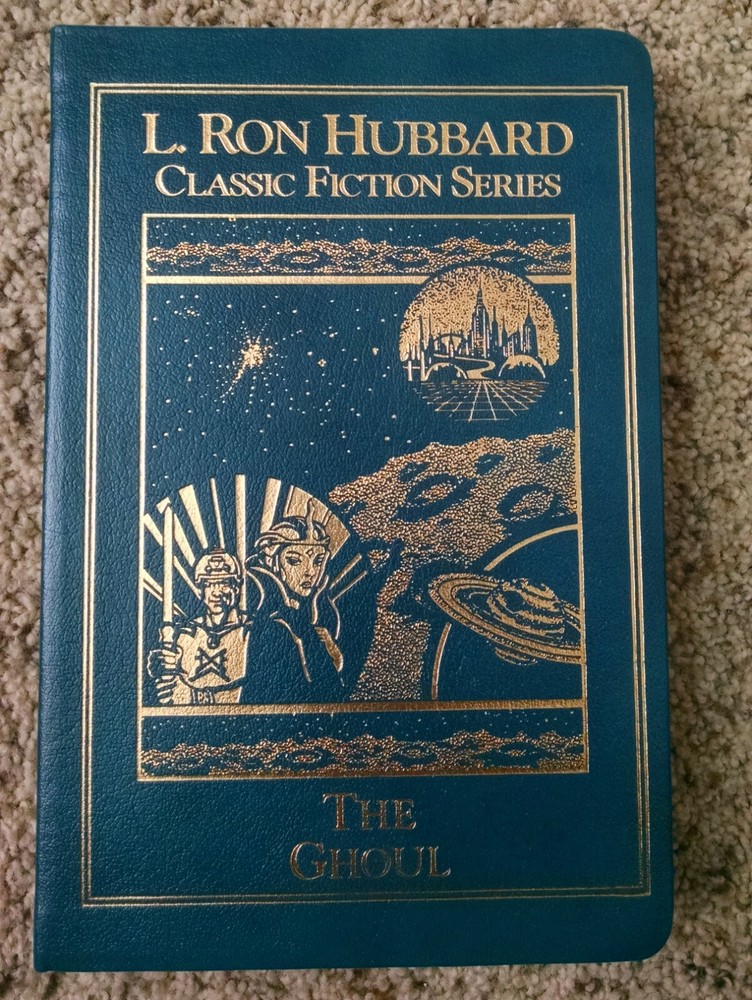 L. RON HUBBARD
CLASSIC FICTION SERIES
THE
GHOUL